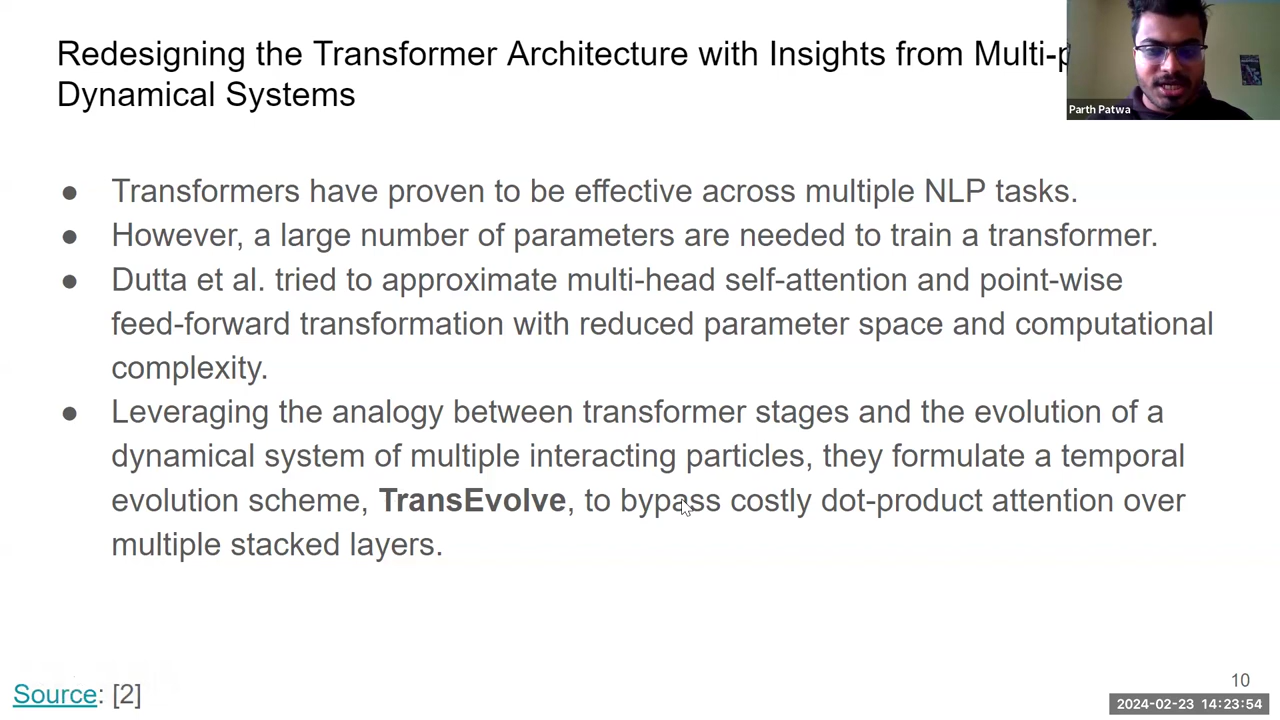 Redesigning the Transformer Architecture with Insights from
Dynamical Systems
Parth Patwa
● Transformers have proven to be effective across multiple NLP tasks.
● However, a large number of parameters are needed to train a transformer.
● Dutta et al. tried to approximate multi-head self-attention and point-wise
feed-forward transformation with reduced parameter space and computational
complexity.
● Leveraging the analogy between transformer stages and the evolution of a
dynamical system of multiple interacting particles, they formulate a temporal
evolution scheme, TransEvolve, to bypass costly dot-product attention over
multiple stacked layers.
Source: [2]
10
2024-02-23 14:23:54